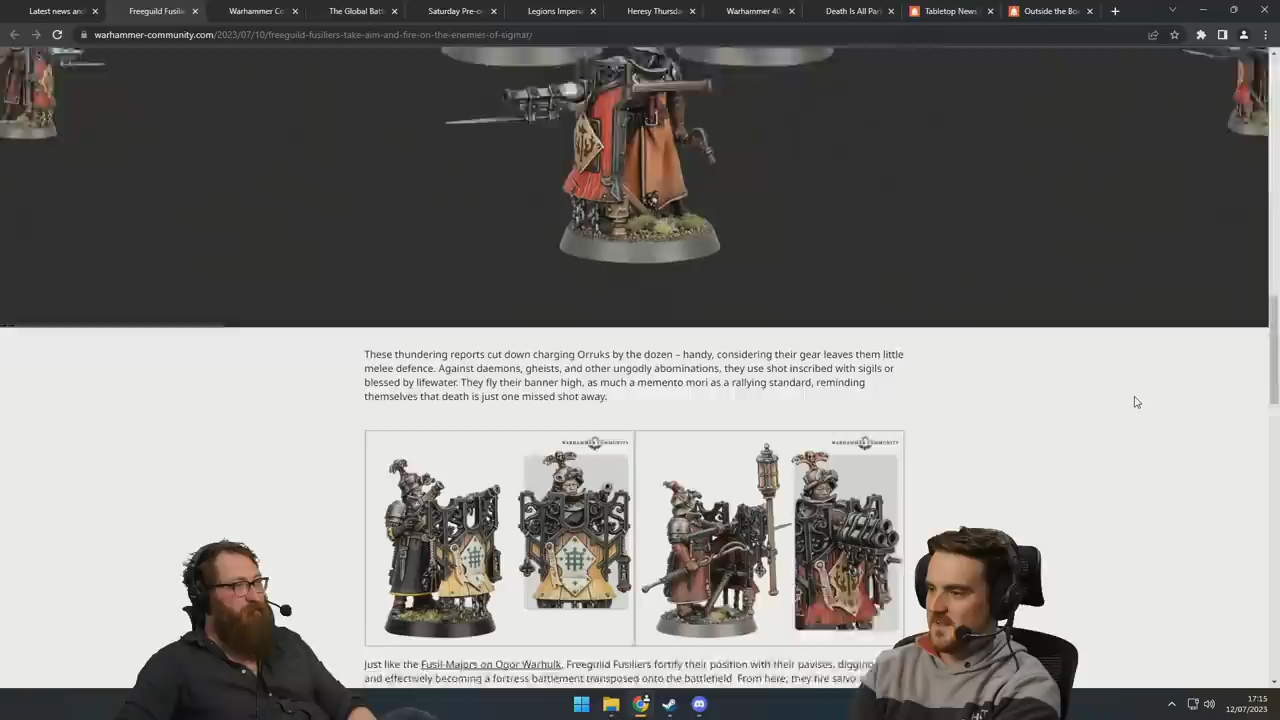 Latest news and
Freeguild Fusilie
Warhammer Co
The Global Batt
Saturday Pre-o
Legions Imperi
Heresy Thursda
Warhammer 40
Death Is All Par
Tabletop News
Outside the Bo
warhammer-community.com/2023/07/10/freeguild-fusiliers-take-aim-and-fire-on-the-enemies-of-sigmar/
These thundering reports cut down charging Orruks by the dozen – handy, considering their gear leaves them little
melee defence. Against daemons, gheists, and other ungodly abominations, they use shot inscribed with sigils or
blessed by lifewater. They fly their banner high, as much a memento mori as a rallying standard, reminding
themselves that death is just one missed shot away.
WARHAMMER COMMUNITY
WARHAMMER COMMUNITY
Just like the Fusil-Majors on Ogor Warhulk, Freeguild Fusiliers fortify their position with their pavises, digging
and effectively becoming a fortress battlement transposed onto the battlefield. From here, they fire salvo
17:15
12/07/2023